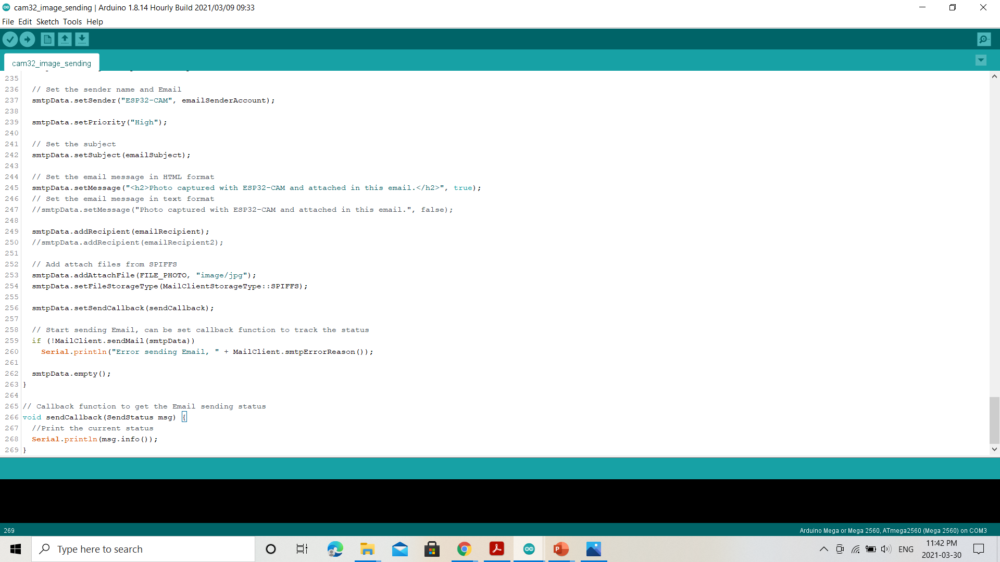 cam32_image_sending | Arduino 1.8.14 Hourly Build 2021/03/09 09:33
File Edit Sketch Tools Help
cam32_image_sending
235
236 // Set the sender name and Email
237 smtpData.setSender("ESP32-CAM", emailSenderAccount);
238
239 smtpData.setPriority("High");
240
241 // Set the subject
242 smtpData.setSubject(emailSubject);
243
244 // Set the email message in HTML format
245 smtpData.setMessage("<h2>Photo captured with ESP32-CAM and attached in this email.</h2>", true);
246 // Set the email message in text format
247 //smtpData.setMessage("Photo captured with ESP32-CAM and attached in this email.", false);
248
249 smtpData.addRecipient(emailRecipient);
250 //smtpData.addRecipient(emailRecipient2);
251
252 // Add attach files from SPIFFS
253 smtpData.addAttachFile(FILE_PHOTO, "image/jpg");
254 smtpData.setFileStorageType(MailClientStorageType::SPIFFS);
255
256 smtpData.setSendCallback(sendCallback);
257
258 // Start sending Email, can be set callback function to track the status
259 if (!MailClient.sendMail(smtpData))
260 Serial.println("Error sending Email, " + MailClient.smtpErrorReason());
261
262 smtpData.empty();
263 }
264
265 // Callback function to get the Email sending status
266 void sendCallback(SendStatus msg) {
267 //Print the current status
268 Serial.println(msg.info());
269 }
269 Arduino Mega or Mega 2560, ATmega2560 (Mega 2560) on COM3
Type here to search
ENG
11:42 PM
2021-03-30